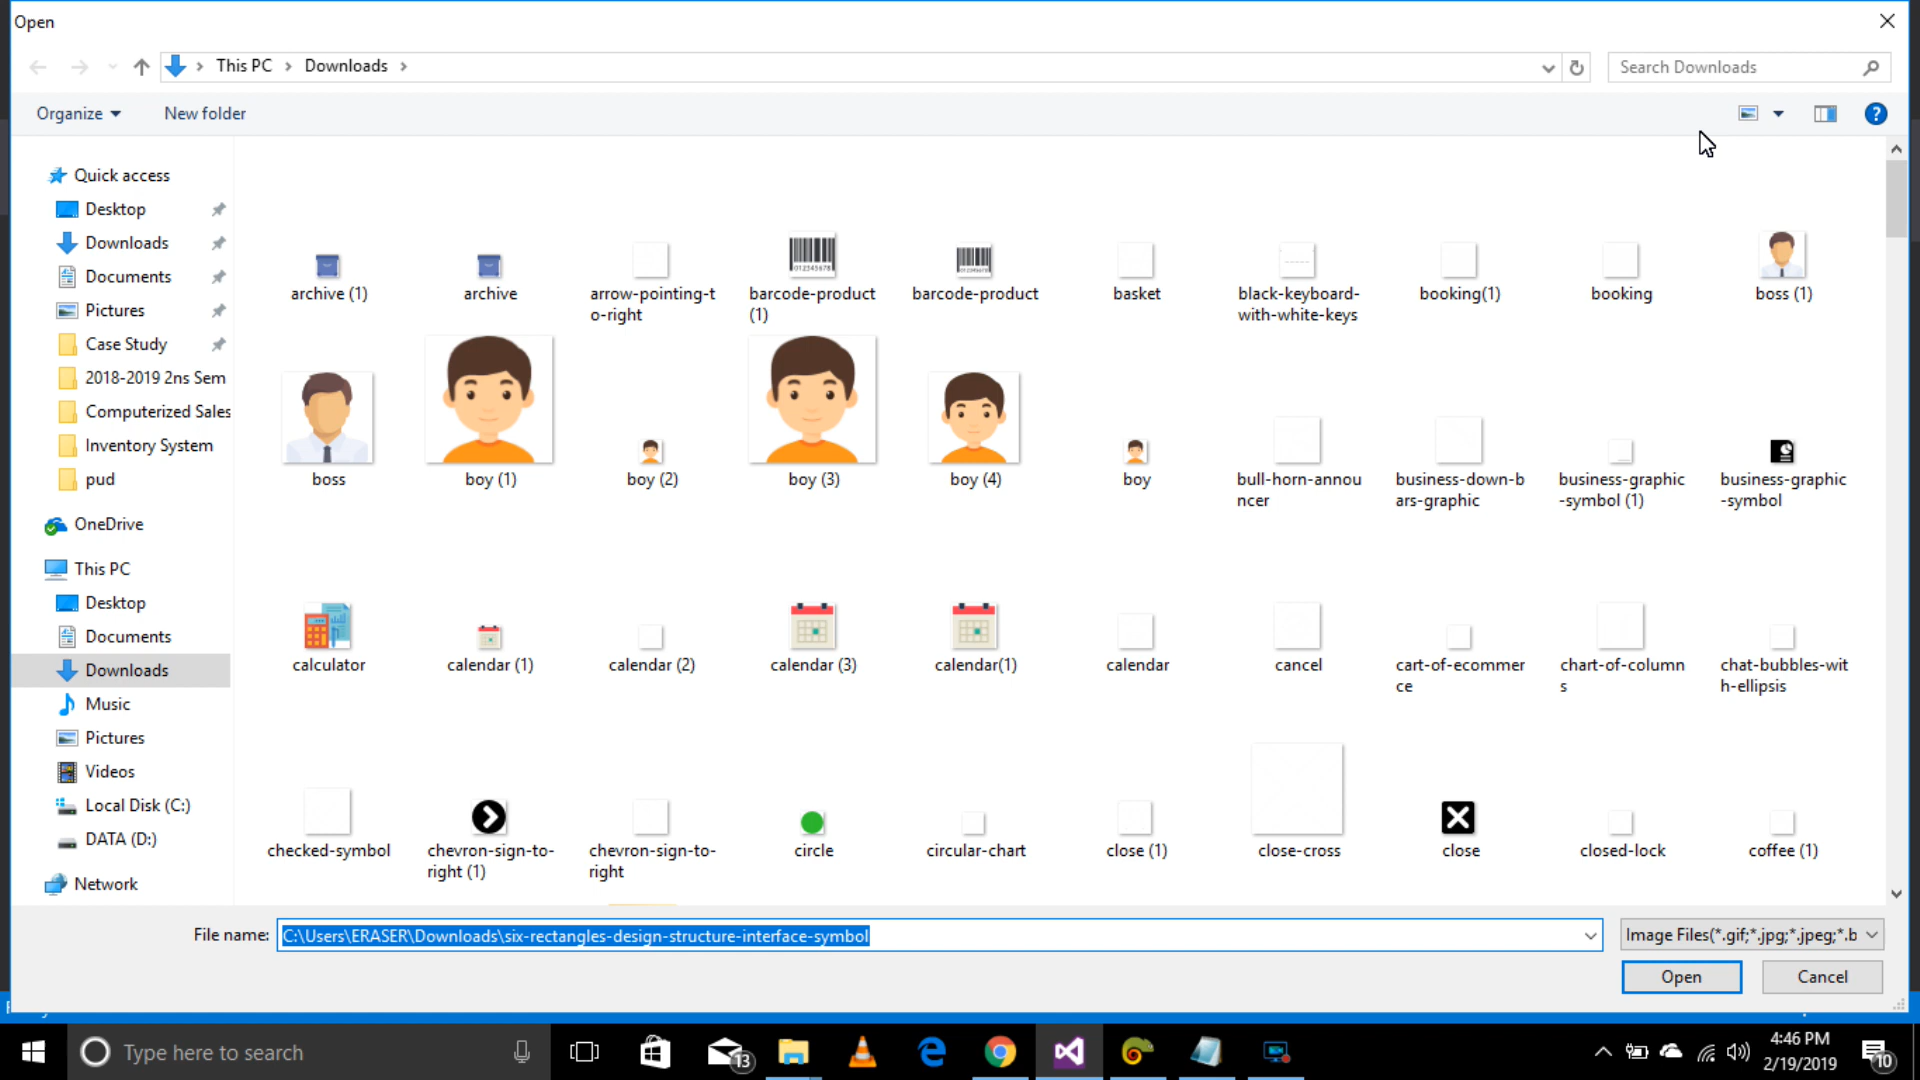 Open
This PC > Downloads >
Search Downloads
Organize
New folder
Quick access
Desktop
Downloads
Documents
Pictures
Case Study
2018-2019 2ns Sem
Computerized Sales
Inventory System
pud
OneDrive
This PC
Desktop
Documents
Downloads
Music
Pictures
Videos
Local Disk (C:)
DATA (D:)
Network
archive (1)
archive
arrow-pointing-t
o-right
barcode-product
(1)
barcode-product
basket
black-keyboard-
with-white-keys
booking(1)
booking
boss (1)
boss
boy (1)
boy (2)
boy (3)
boy (4)
boy
bull-horn-annou
ncer
business-down-b
ars-graphic
business-graphic
-symbol (1)
business-graphic
-symbol
calculator
calendar (1)
calendar (2)
calendar (3)
calendar(1)
calendar
cancel
cart-of-ecommer
ce
chart-of-column
s
chat-bubbles-wit
h-ellipsis
checked-symbol
chevron-sign-to-
right (1)
chevron-sign-to-
right
circle
circular-chart
close (1)
close-cross
close
closed-lock
coffee (1)
File name:
C:\Users\ERASER\Downloads\six-rectangles-design-structure-interface-symbol
Image Files(*.gif;*.jpg;*.jpeg;*.b
Open
Cancel
Type here to search
13
4:46 PM
2/19/2019
10